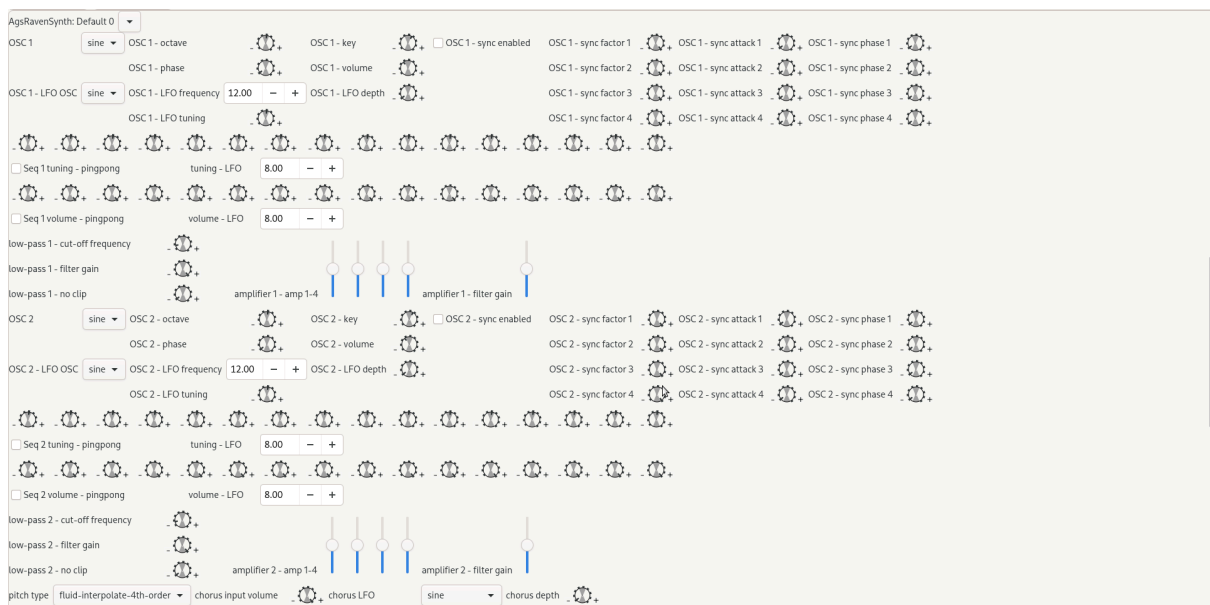 AgsRavenSynth: Default 0
OSC 1 sine OSC 1 - octave - + OSC 1 - key - + OSC 1 - sync enabled OSC 1 - sync factor 1 - + OSC 1 - sync attack 1 - + OSC 1 - sync phase 1 - +
OSC 1 - phase - + OSC 1 - volume - + OSC 1 - sync factor 2 - + OSC 1 - sync attack 2 - + OSC 1 - sync phase 2 - +
OSC 1 - LFO OSC sine OSC 1 - LFO frequency 12.00 - + OSC 1 - LFO depth - + OSC 1 - sync factor 3 - + OSC 1 - sync attack 3 - + OSC 1 - sync phase 3 - +
OSC 1 - LFO tuning - + OSC 1 - sync factor 4 - + OSC 1 - sync attack 4 - + OSC 1 - sync phase 4 - +
- + - + - + - + - + - + - + - + - + - + - + - + - + - + - + - +
Seq 1 tuning - pingpong tuning - LFO 8.00 - +
- + - + - + - + - + - + - + - + - + - + - + - + - + - + - + - +
Seq 1 volume - pingpong volume - LFO 8.00 - +
low-pass 1 - cut-off frequency - +
low-pass 1 - filter gain - +
low-pass 1 - no clip - + amplifier 1 - amp 1-4 amplifier 1 - filter gain
OSC 2 sine OSC 2 - octave - + OSC 2 - key - + OSC 2 - sync enabled OSC 2 - sync factor 1 - + OSC 2 - sync attack 1 - + OSC 2 - sync phase 1 - +
OSC 2 - phase - + OSC 2 - volume - + OSC 2 - sync factor 2 - + OSC 2 - sync attack 2 - + OSC 2 - sync phase 2 - +
OSC 2 - LFO OSC sine OSC 2 - LFO frequency 12.00 - + OSC 2 - LFO depth - + OSC 2 - sync factor 3 - + OSC 2 - sync attack 3 - + OSC 2 - sync phase 3 - +
OSC 2 - LFO tuning - + OSC 2 - sync factor 4 - + OSC 2 - sync attack 4 - + OSC 2 - sync phase 4 - +
- + - + - + - + - + - + - + - + - + - + - + - + - + - + - + - +
Seq 2 tuning - pingpong tuning - LFO 8.00 - +
- + - + - + - + - + - + - + - + - + - + - + - + - + - + - + - +
Seq 2 volume - pingpong volume - LFO 8.00 - +
low-pass 2 - cut-off frequency - +
low-pass 2 - filter gain - +
low-pass 2 - no clip - + amplifier 2 - amp 1-4 amplifier 2 - filter gain
pitch type fluid-interpolate-4th-order chorus input volume - + chorus LFO sine chorus depth - +